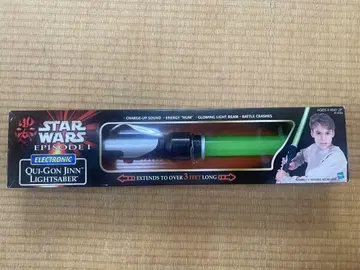 CHARGE-UP SOUND • ENERGY "HUM" • GLOWING LIGHT BEAM • BATTLE CRASHES
STAR
WARS
EPISODE I
ELECTRONIC
QUI-GON JINN
LIGHTSABER
EXTENDS TO OVER 3 FEET LONG
Hasbro